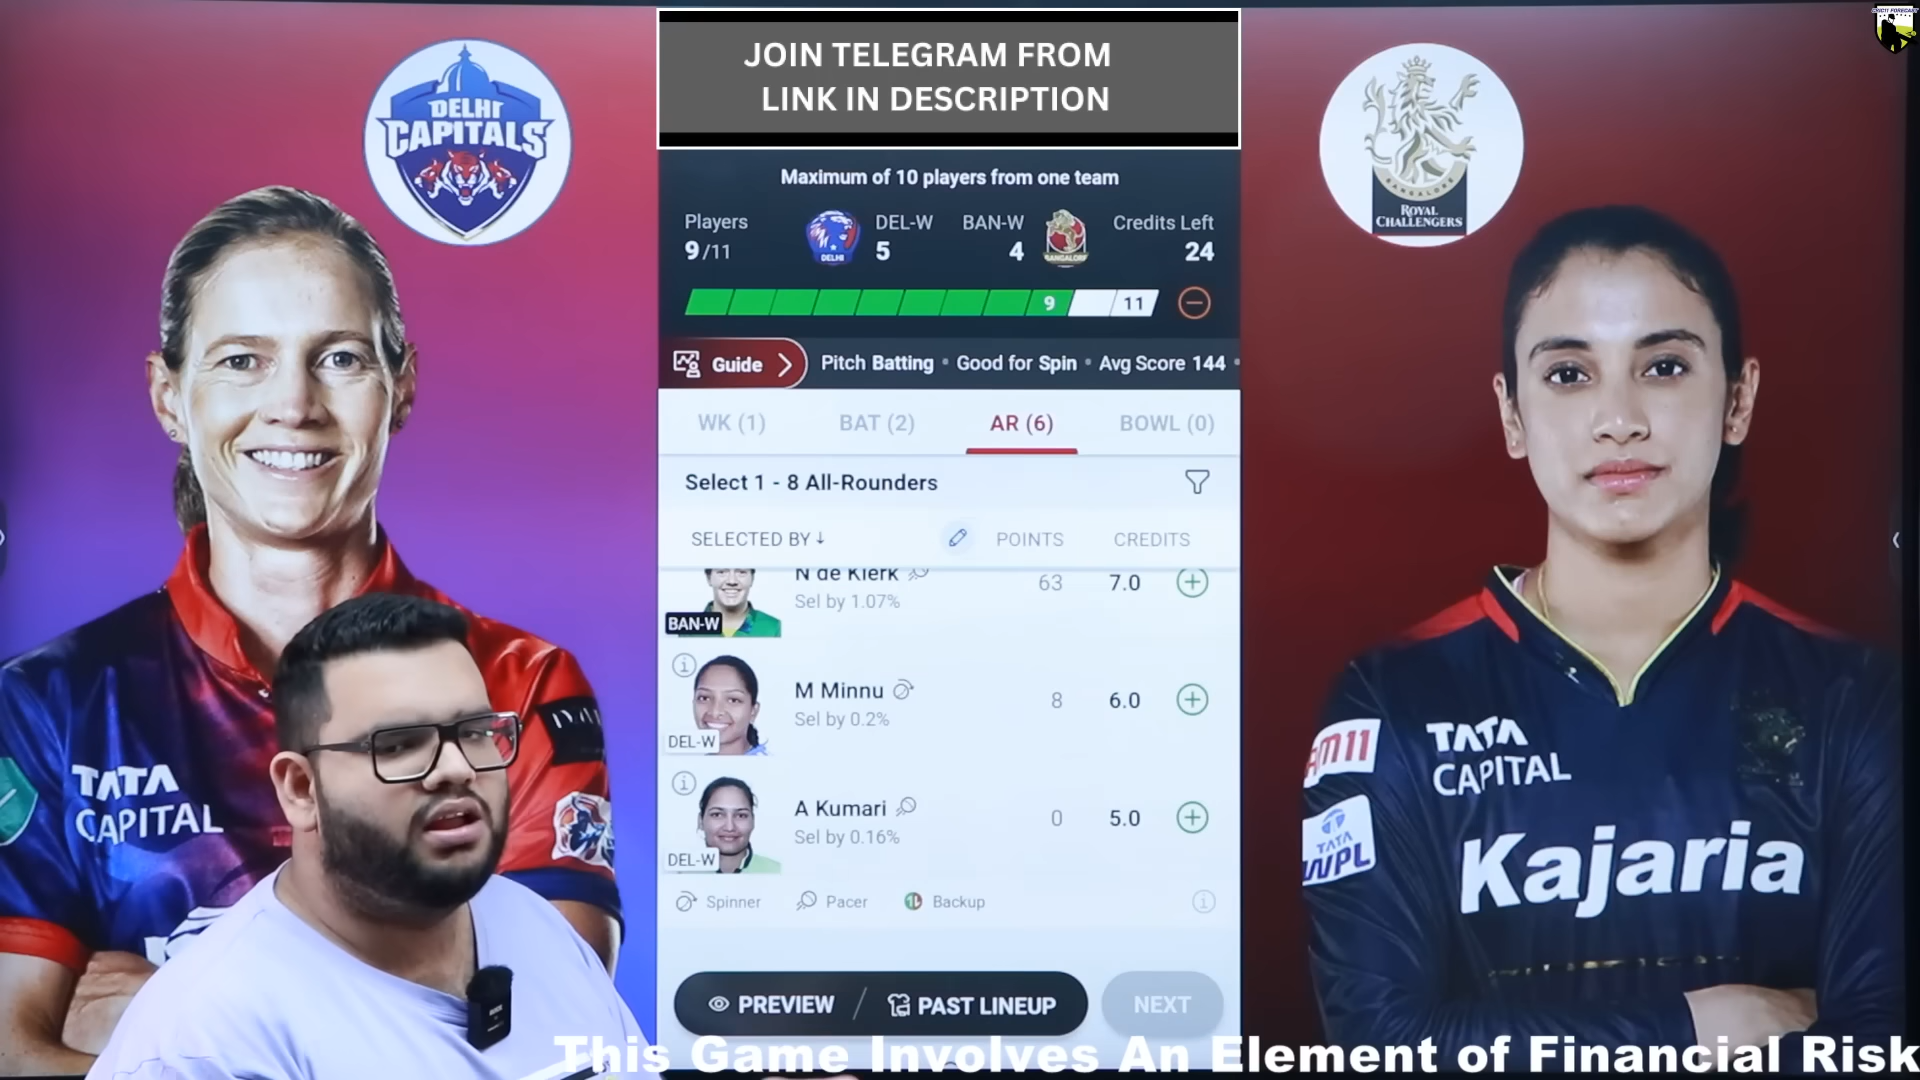 CRIC11 FORECAST
JOIN TELEGRAM FROM
LINK IN DESCRIPTION
DELHI
CAPITALS
BANGALORE
ROYAL
CHALLENGERS
Maximum of 10 players from one team
Players
9/11
DEL-W
5
BAN-W
4
Credits Left
24
DELHI
BANGALORE
9
11
Guide
Pitch Batting • Good for Spin • Avg Score 144
WK (1)
BAT (2)
AR (6)
BOWL (0)
Select 1 - 8 All-Rounders
SELECTED BY ↓
POINTS
CREDITS
N de Klerk
Sel by 1.07%
63
7.0
BAN-W
M Minnu
Sel by 0.2%
8
6.0
DEL-W
A Kumari
Sel by 0.16%
0
5.0
DEL-W
Spinner
Pacer
Backup
PREVIEW / PAST LINEUP
NEXT
TATA
CAPITAL
TATA
CAPITAL
TATA
WPL
Kajaria
This Game Involves An Element of Financial Risk